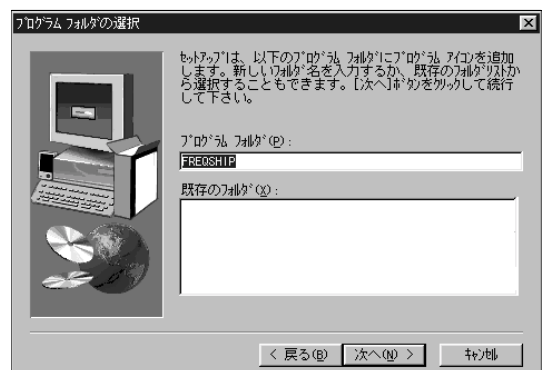 ﾌﾟﾛｸﾞﾗﾑ ﾌｫﾙﾀﾞの選択
ｾｯﾄｱｯﾌﾟは、以下のﾌﾟﾛｸﾞﾗﾑ ﾌｫﾙﾀﾞにﾌﾟﾛｸﾞﾗﾑ ｱｲｺﾝを追加
します。新しいﾌｫﾙﾀﾞ名を入力するか、既存のﾌｫﾙﾀﾞﾘｽﾄか
ら選択することもできます。[次へ]ﾎﾞﾀﾝをｸﾘｯｸして続行
して下さい。
ﾌﾟﾛｸﾞﾗﾑ ﾌｫﾙﾀﾞ(P):
FREQSHIP
既存のﾌｫﾙﾀﾞ(X):
< 戻る(B)
次へ(N) >
ｷｬﾝｾﾙ